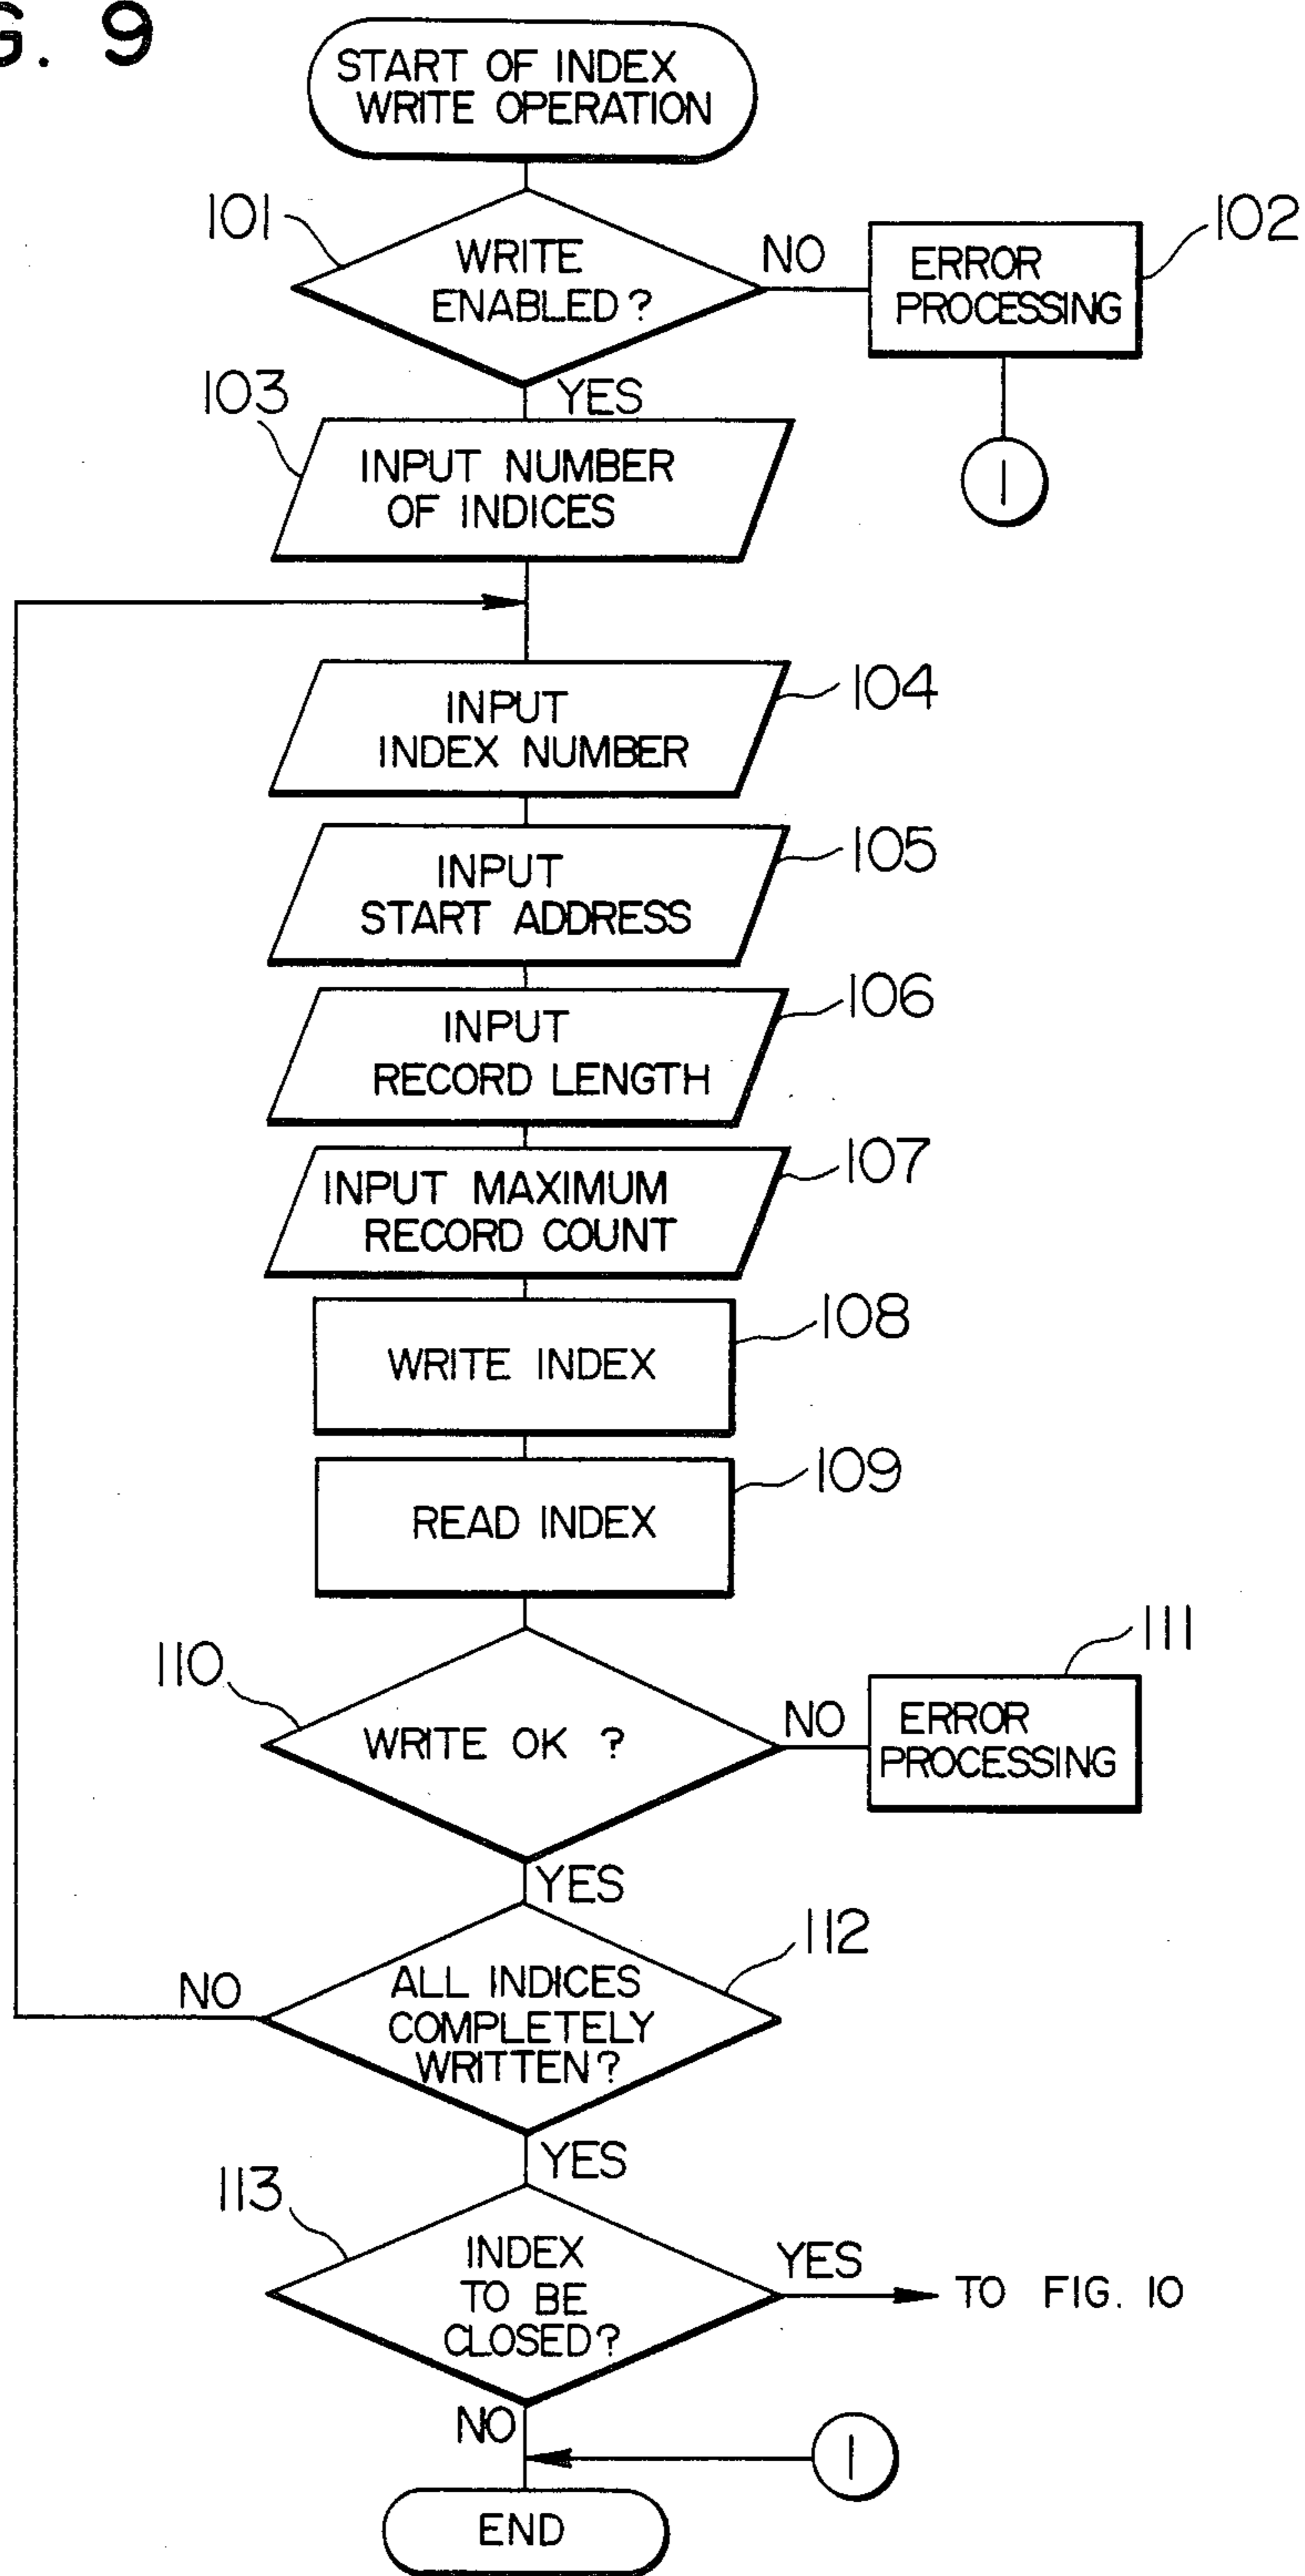 G. 9
START OF INDEX
WRITE OPERATION
101
WRITE
ENABLED?
NO
102
ERROR
PROCESSING
1
YES
103
INPUT NUMBER
OF INDICES
104
INPUT
INDEX NUMBER
105
INPUT
START ADDRESS
106
INPUT
RECORD LENGTH
107
INPUT MAXIMUM
RECORD COUNT
108
WRITE INDEX
109
READ INDEX
110
WRITE OK ?
NO
111
ERROR
PROCESSING
YES
112
ALL INDICES
COMPLETELY
WRITTEN?
NO
YES
113
INDEX
TO BE
CLOSED?
YES
TO FIG. 10
NO
1
END